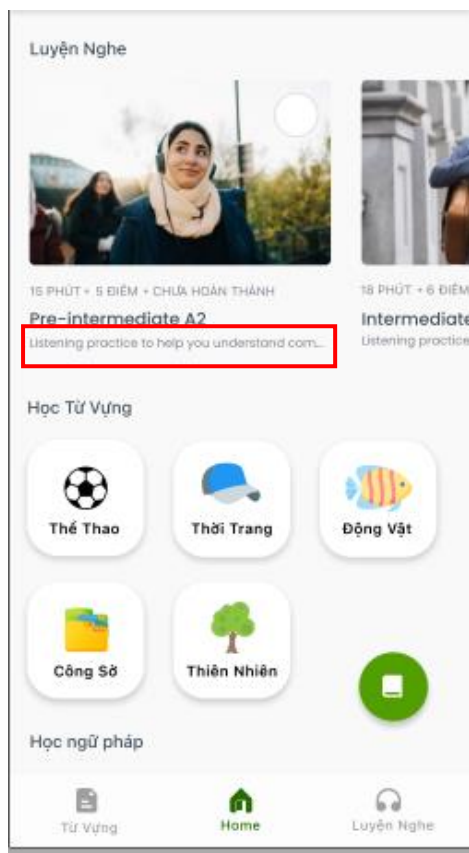 Luyện Nghe
15 PHÚT • 5 ĐIỂM • CHƯA HOÀN THÀNH
18 PHÚT • 6 ĐIỂM
Pre-intermediate A2
Intermediate
Listening practice to help you understand com...
Listening practice
Học Từ Vựng
Thể Thao
Thời Trang
Động Vật
Công Sở
Thiên Nhiên
Học ngữ pháp
Từ Vựng
Home
Luyện Nghe